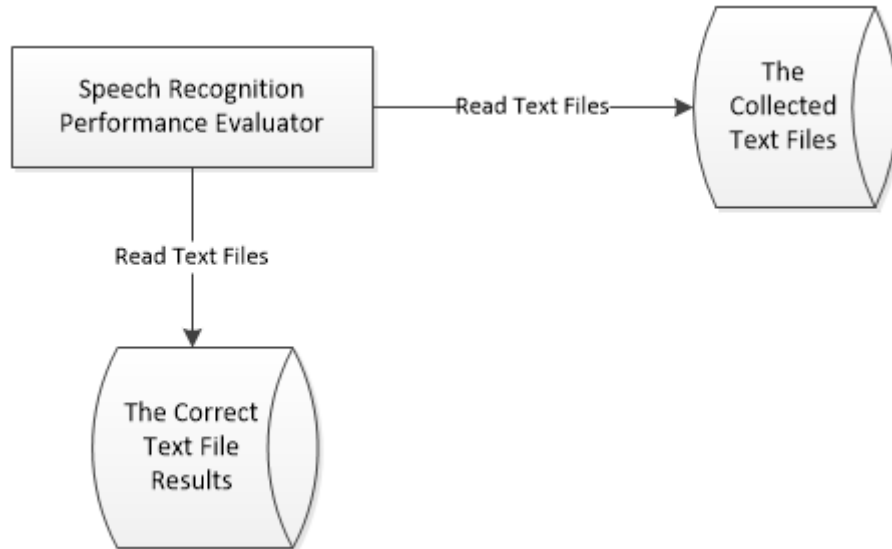 Speech Recognition
Performance Evaluator
Read Text Files
The
Collected
Text Files
Read Text Files
The Correct
Text File
Results